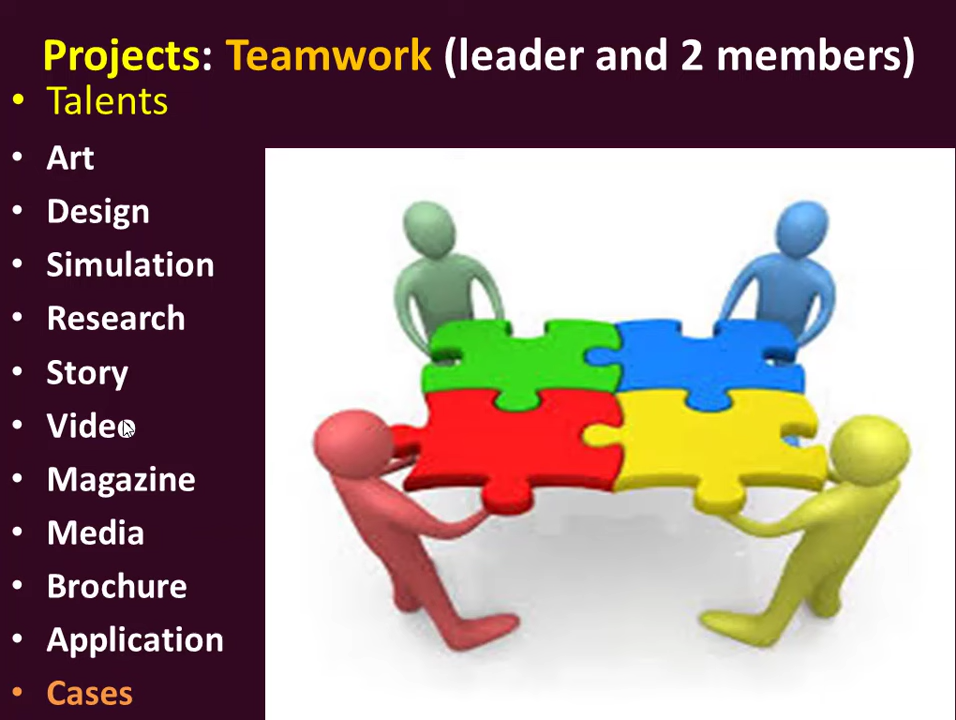 Projects: Teamwork (leader and 2 members)
• Talents
• Art
• Design
• Simulation
• Research
• Story
• Video
• Magazine
• Media
• Brochure
• Application
• Cases